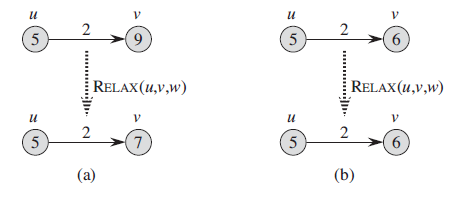 u v u v
5 2 9 5 2 6
RELAX(u,v,w) RELAX(u,v,w)
u v u v
5 2 7 5 2 6
(a) (b)